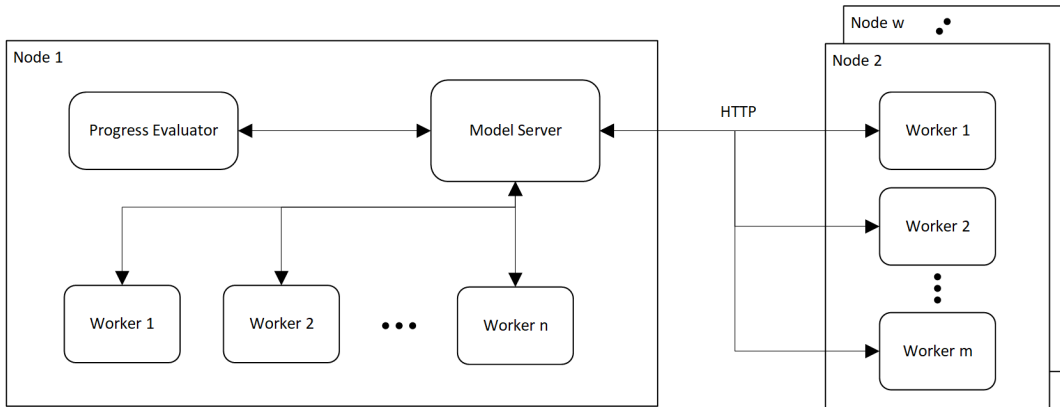 Node 1
Progress Evaluator
Model Server
Worker 1
Worker 2
Worker n
HTTP
Node w
Node 2
Worker 1
Worker 2
Worker m